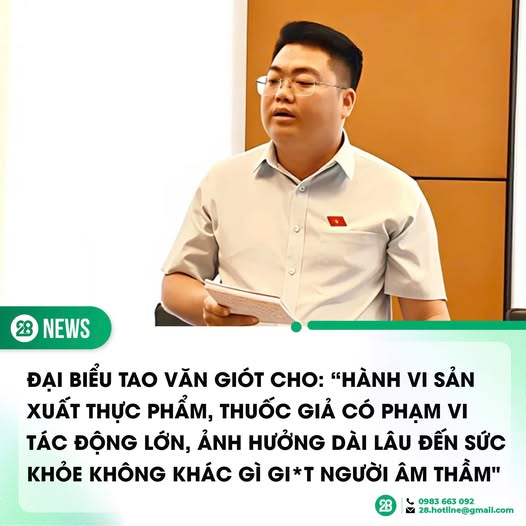 28 NEWS
ĐẠI BIỂU TAO VĂN GIÓT CHO: “HÀNH VI SẢN
XUẤT THỰC PHẨM, THUỐC GIẢ CÓ PHẠM VI
TÁC ĐỘNG LỚN, ẢNH HƯỞNG DÀI LÂU ĐẾN SỨC
KHỎE KHÔNG KHÁC GÌ GI*T NGƯỜI ÂM THẦM"
28
0983 663 092
28.hotline@gmail.com